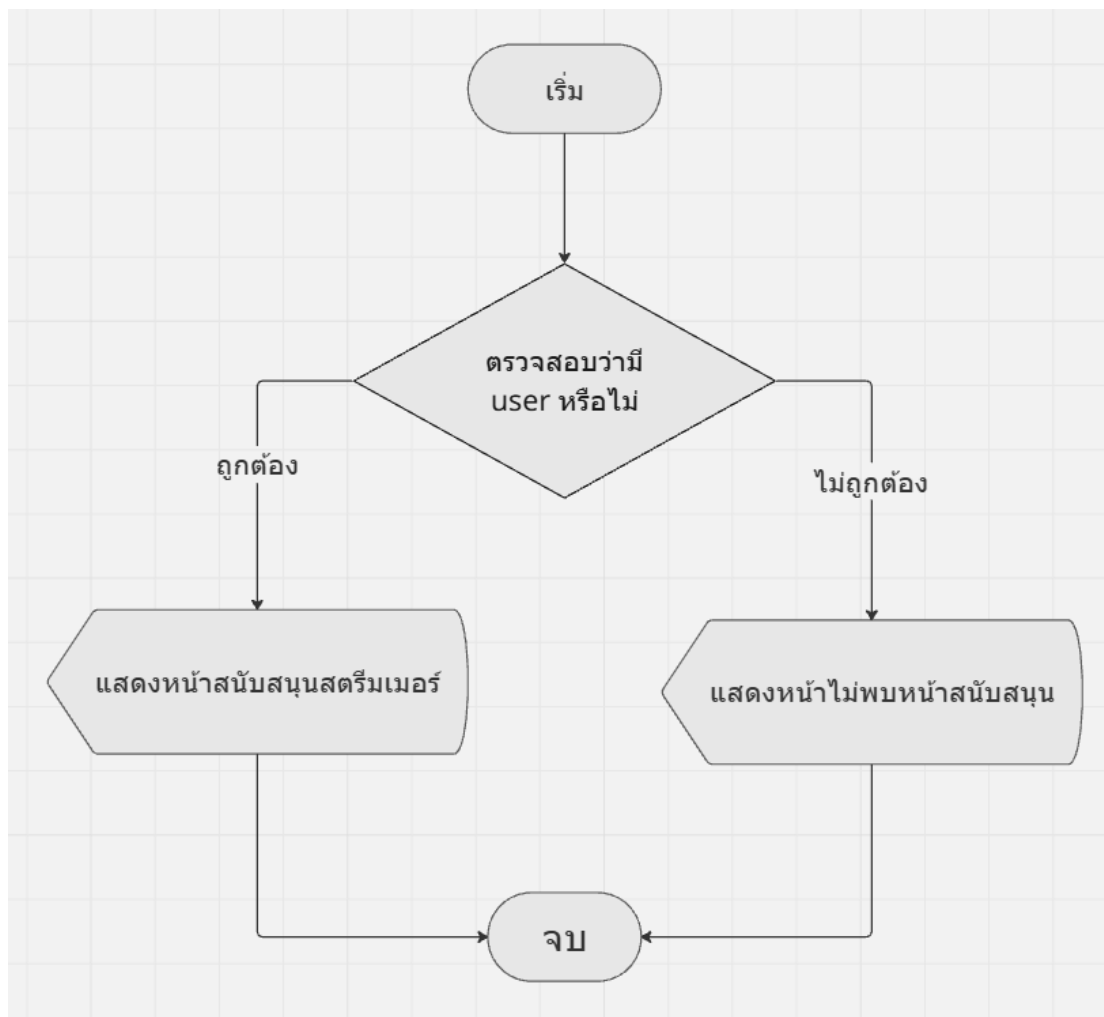 เริ่ม
ตรวจสอบว่ามี
user หรือไม่
ถูกต้อง
ไม่ถูกต้อง
แสดงหน้าสนับสนุนสตรีมเมอร์
แสดงหน้าไม่พบหน้าสนับสนุน
จบ